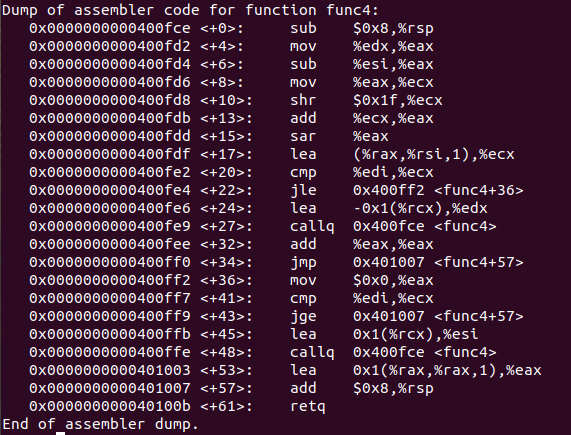 Dump of assembler code for function func4:
   0x0000000000400fce <+0>:	sub    $0x8,%rsp
   0x0000000000400fd2 <+4>:	mov    %edx,%eax
   0x0000000000400fd4 <+6>:	sub    %esi,%eax
   0x0000000000400fd6 <+8>:	mov    %eax,%ecx
   0x0000000000400fd8 <+10>:	shr    $0x1f,%ecx
   0x0000000000400fdb <+13>:	add    %ecx,%eax
   0x0000000000400fdd <+15>:	sar    %eax
   0x0000000000400fdf <+17>:	lea    (%rax,%rsi,1),%ecx
   0x0000000000400fe2 <+20>:	cmp    %edi,%ecx
   0x0000000000400fe4 <+22>:	jle    0x400ff2 <func4+36>
   0x0000000000400fe6 <+24>:	lea    -0x1(%rcx),%edx
   0x0000000000400fe9 <+27>:	callq  0x400fce <func4>
   0x0000000000400fee <+32>:	add    %eax,%eax
   0x0000000000400ff0 <+34>:	jmp    0x401007 <func4+57>
   0x0000000000400ff2 <+36>:	mov    $0x0,%eax
   0x0000000000400ff7 <+41>:	cmp    %edi,%ecx
   0x0000000000400ff9 <+43>:	jge    0x401007 <func4+57>
   0x0000000000400ffb <+45>:	lea    0x1(%rcx),%esi
   0x0000000000400ffe <+48>:	callq  0x400fce <func4>
   0x0000000000401003 <+53>:	lea    0x1(%rax,%rax,1),%eax
   0x0000000000401007 <+57>:	add    $0x8,%rsp
   0x000000000040100b <+61>:	retq
End of assembler dump.